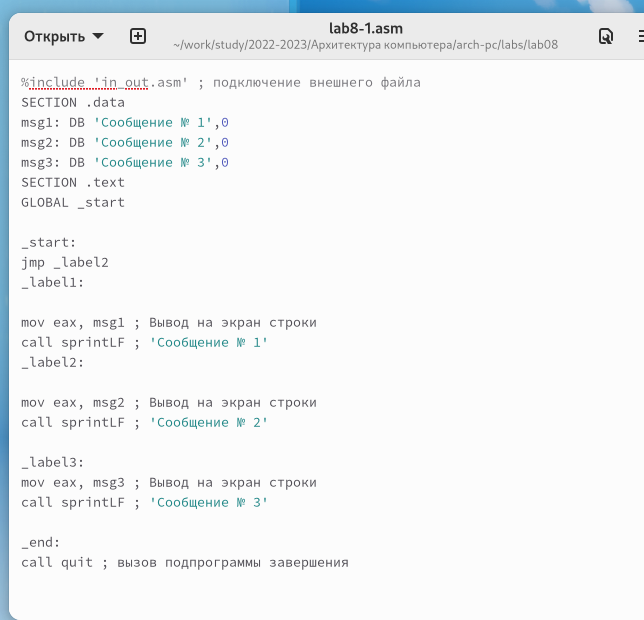 Открыть
lab8-1.asm
~/work/study/2022-2023/Архитектура компьютера/arch-pc/labs/lab08
%include 'in_out.asm' ; подключение внешнего файла
SECTION .data
msg1: DB 'Сообщение № 1',0
msg2: DB 'Сообщение № 2',0
msg3: DB 'Сообщение № 3',0
SECTION .text
GLOBAL _start
_start:
jmp _label2
_label1:
mov eax, msg1 ; Вывод на экран строки
call sprintLF ; 'Сообщение № 1'
_label2:
mov eax, msg2 ; Вывод на экран строки
call sprintLF ; 'Сообщение № 2'
_label3:
mov eax, msg3 ; Вывод на экран строки
call sprintLF ; 'Сообщение № 3'
_end:
call quit ; вызов подпрограммы завершения